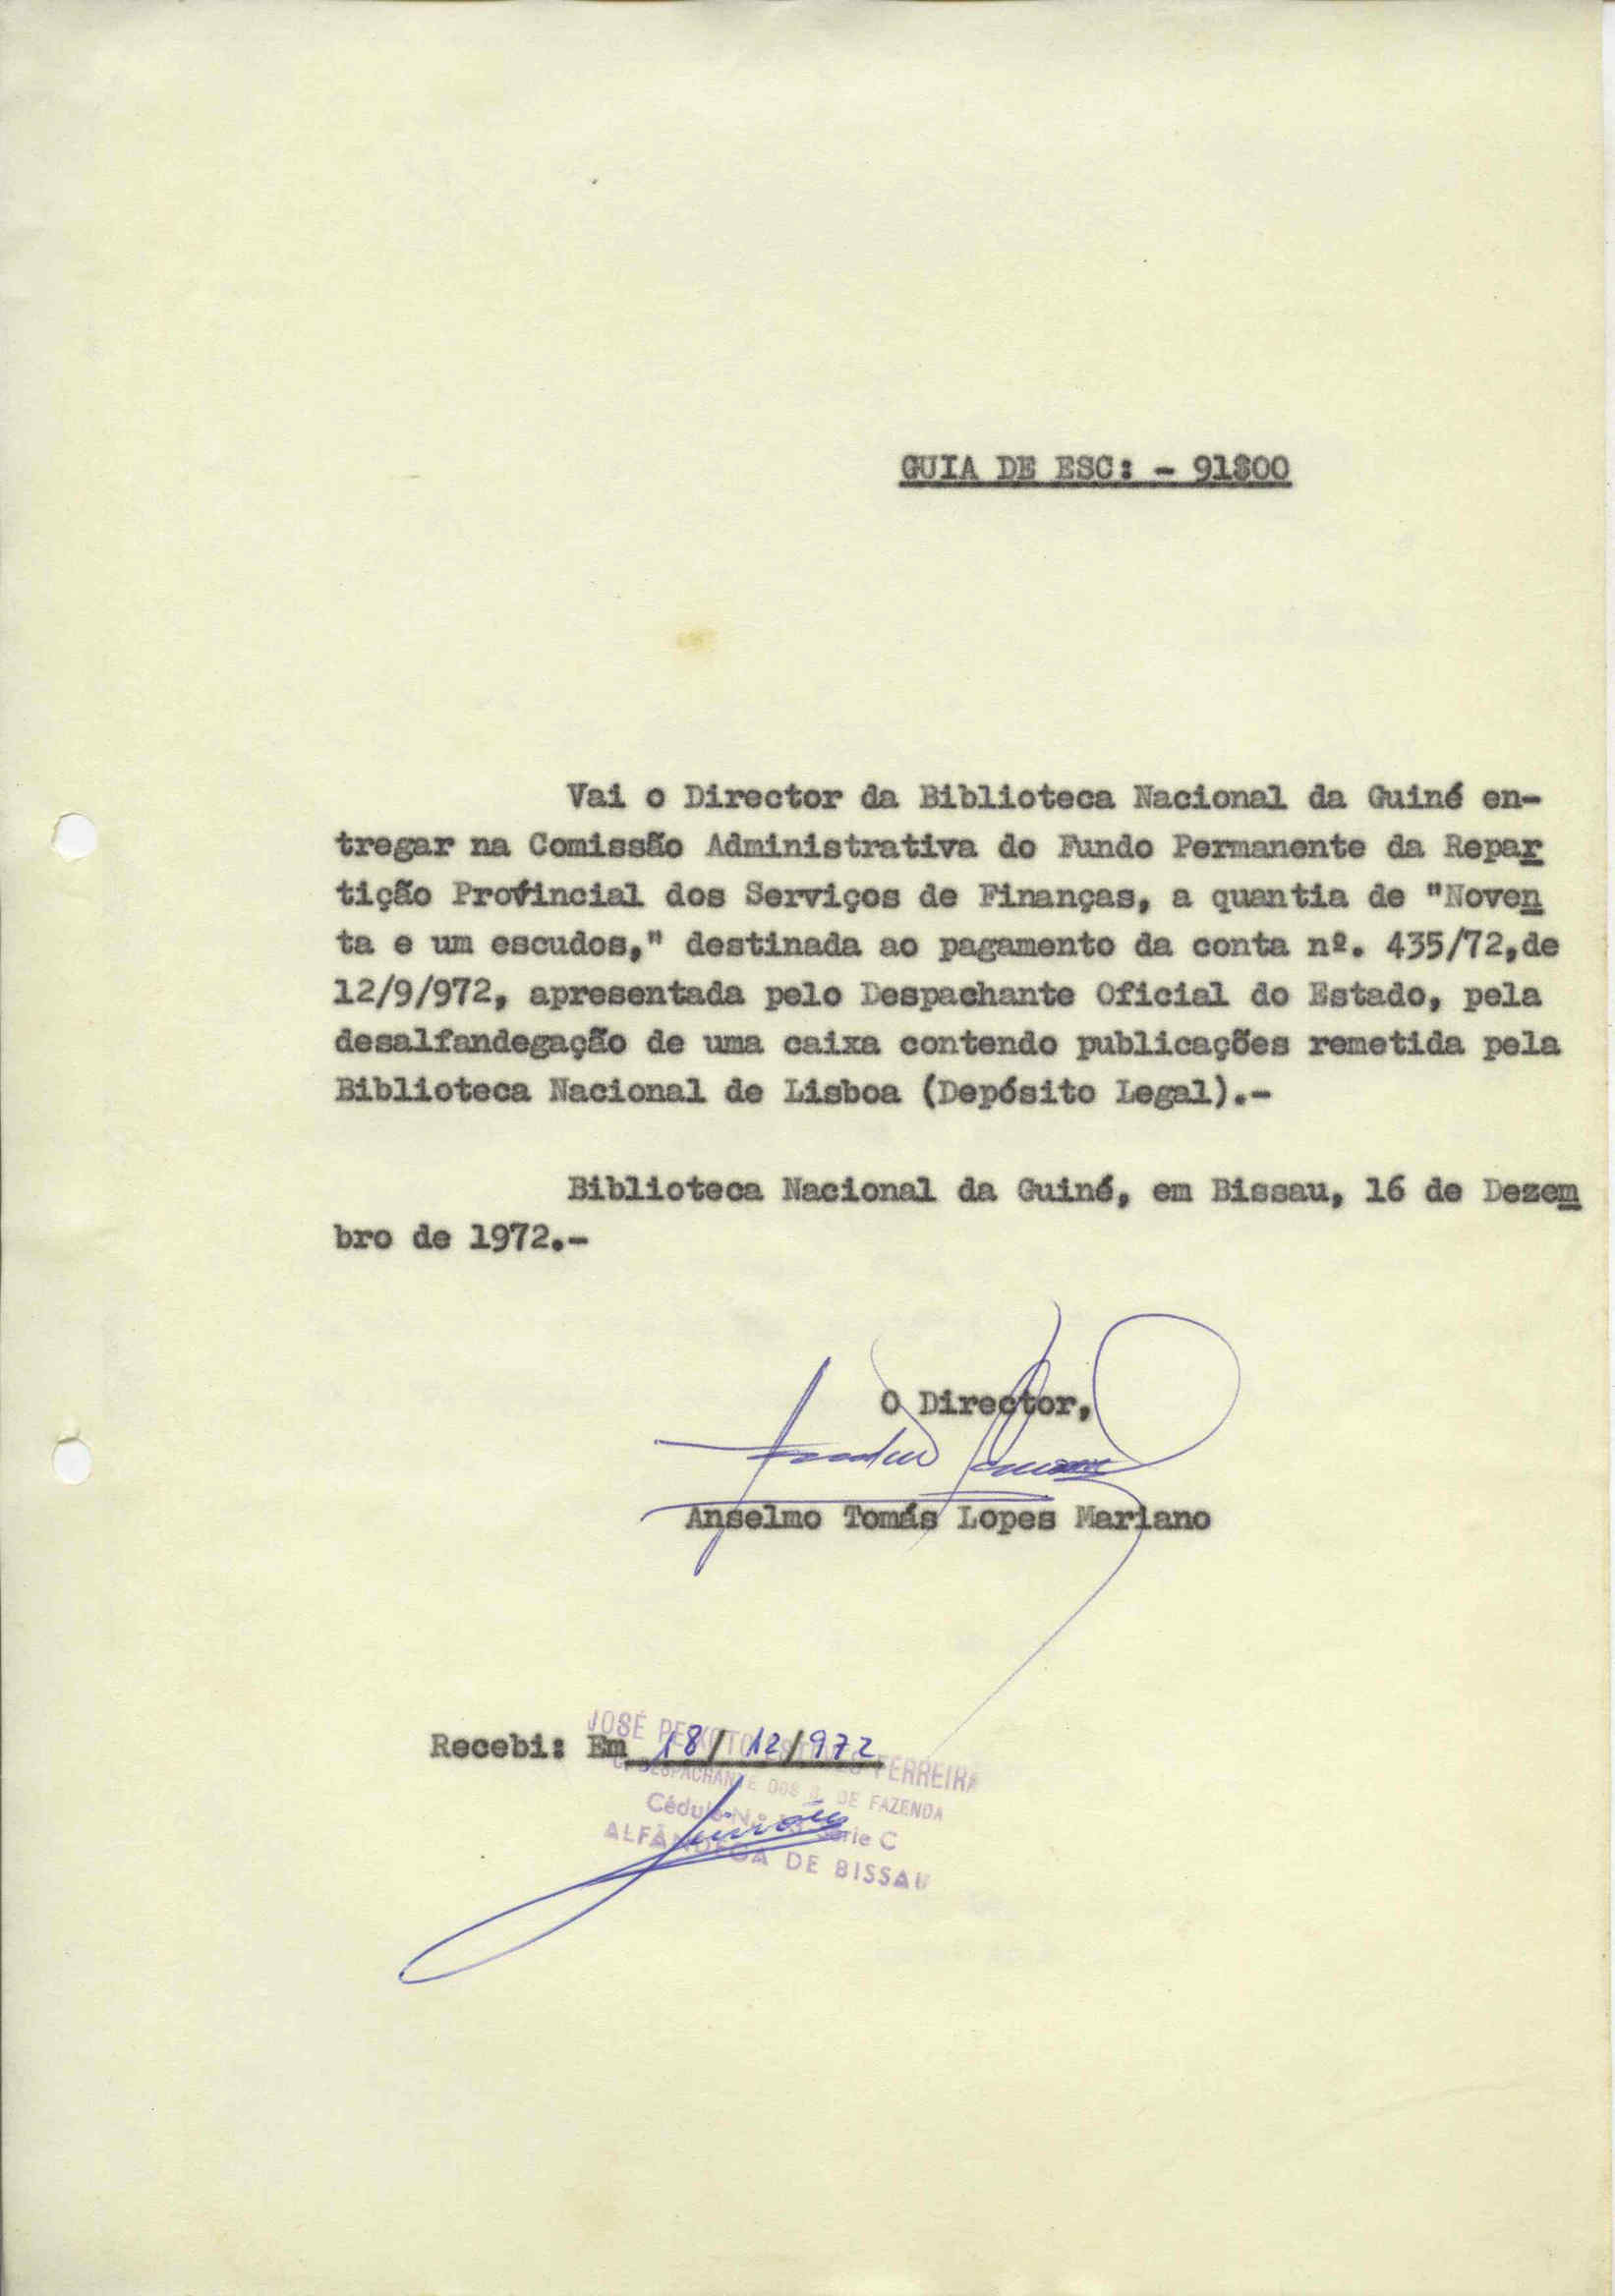 GUIA DE ESC: - 91$00
Vai o Director da Biblioteca Nacional da Guiné en-
tregar na Comissão Administrativa do Fundo Permanente da Repar
tição Provincial dos Serviços de Finanças, a quantia de "Noven
ta e um escudos," destinada ao pagamento da conta nº. 435/72,de
12/9/972, apresentada pelo Despachante Oficial do Estado, pela
desalfandegação de uma caixa contendo publicações remetida pela
Biblioteca Nacional de Lisboa (Depósito Legal).-
Biblioteca Nacional da Guiné, em Bissau, 16 de Dezem
bro de 1972.-
O Director,
Anselmo Tomás Lopes Mariano
Recebi: Em 18/12/972
JOSÉ PEIXOTO FERREIRA
DESPACHANTE DOS DE FAZENDA
Cédula N.º Série C
ALFÂNDEGA DE BISSAU